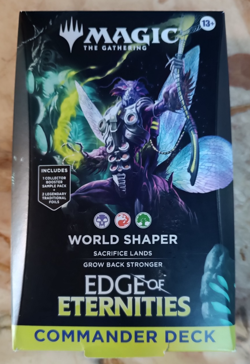 MAGIC
THE GATHERING
13+
INCLUDES
1 COLLECTOR
BOOSTER
SAMPLE PACK
2 LEGENDARY
TRADITIONAL
FOILS
WORLD SHAPER
SACRIFICE LANDS
GROW BACK STRONGER
EDGE OF
ETERNITIES
COMMANDER DECK